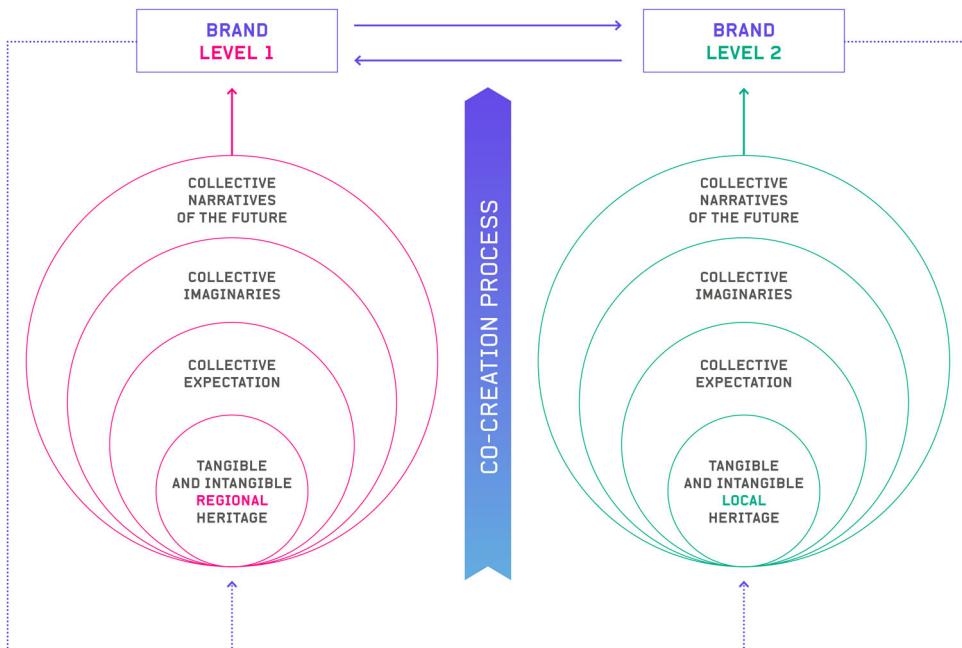 BRAND
LEVEL 1
BRAND
LEVEL 2
COLLECTIVE
NARRATIVES
OF THE FUTURE
COLLECTIVE
IMAGINARIES
COLLECTIVE
EXPECTATION
TANGIBLE
AND INTANGIBLE
REGIONAL
HERITAGE
CO-CREATION PROCESS
COLLECTIVE
NARRATIVES
OF THE FUTURE
COLLECTIVE
IMAGINARIES
COLLECTIVE
EXPECTATION
TANGIBLE
AND INTANGIBLE
LOCAL
HERITAGE